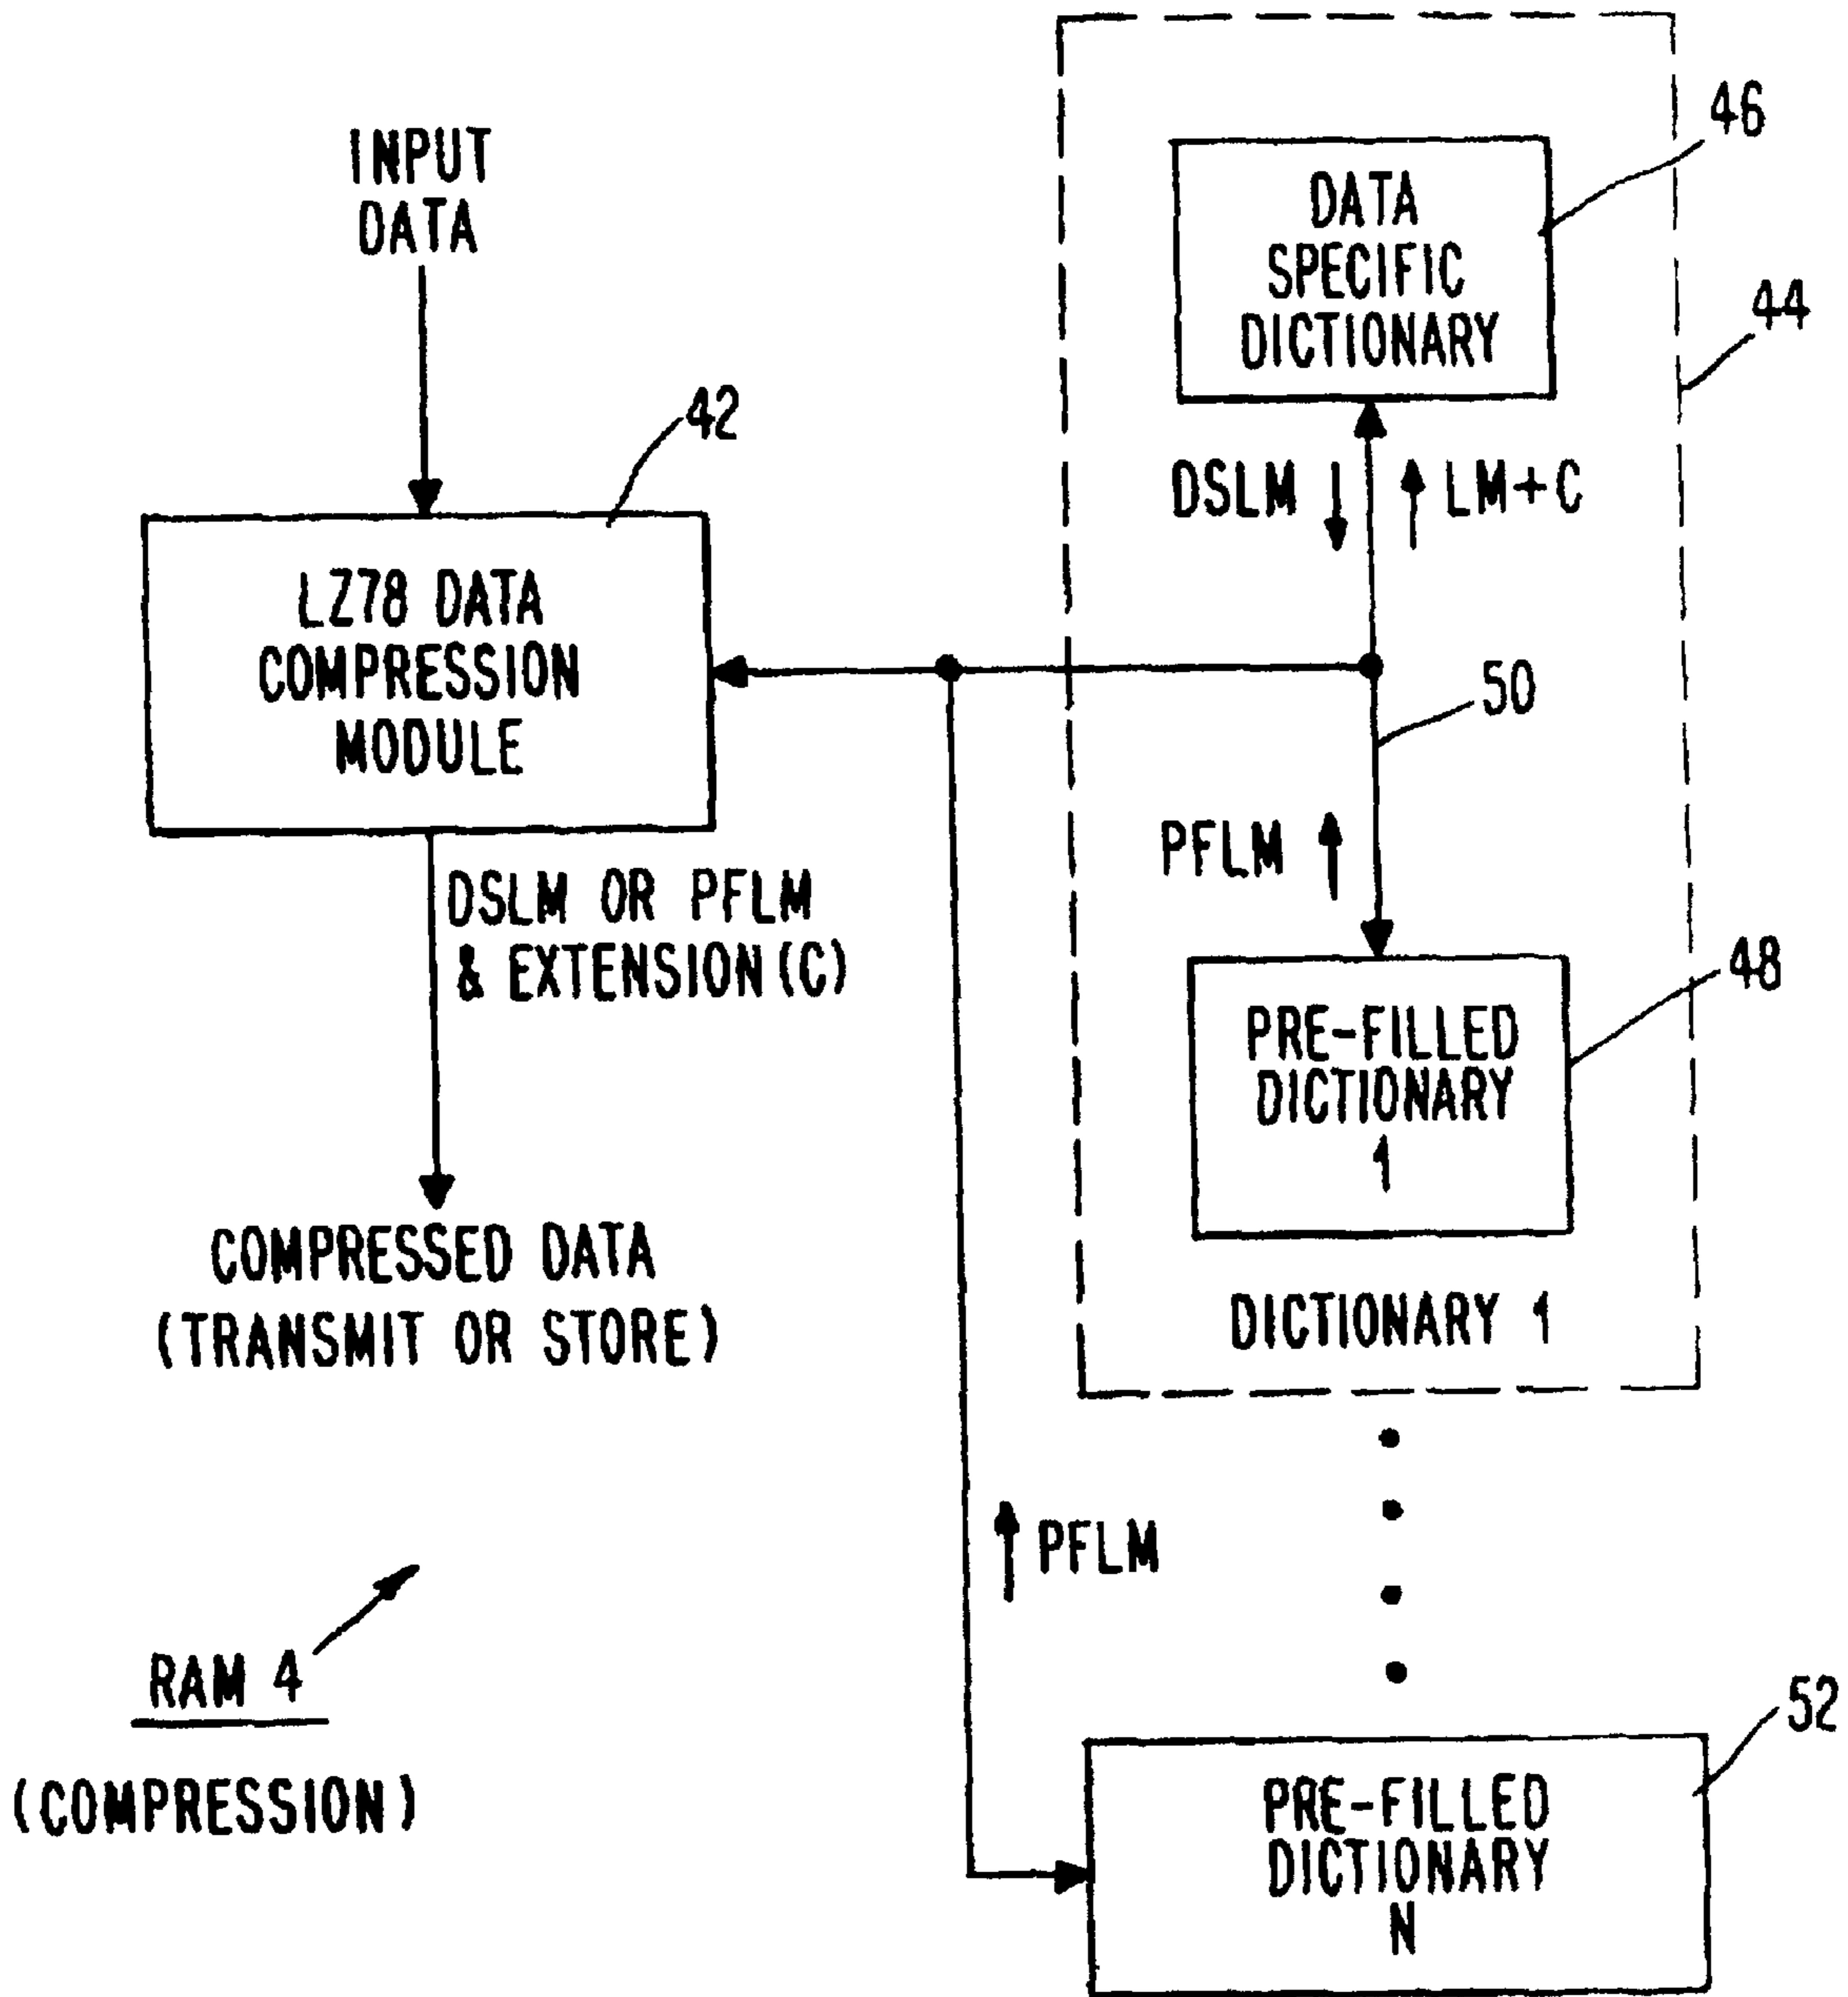 INPUT
DATA
42
LZ78 DATA
COMPRESSION
MODULE
DSLM OR PFLM
& EXTENSION (C)
COMPRESSED DATA
(TRANSMIT OR STORE)
RAM 4
(COMPRESSION)
46
DATA
SPECIFIC
DICTIONARY
44
DSLM
LM+C
50
PFLM
48
PRE-FILLED
DICTIONARY
1
DICTIONARY 1
PFLM
52
PRE-FILLED
DICTIONARY
N